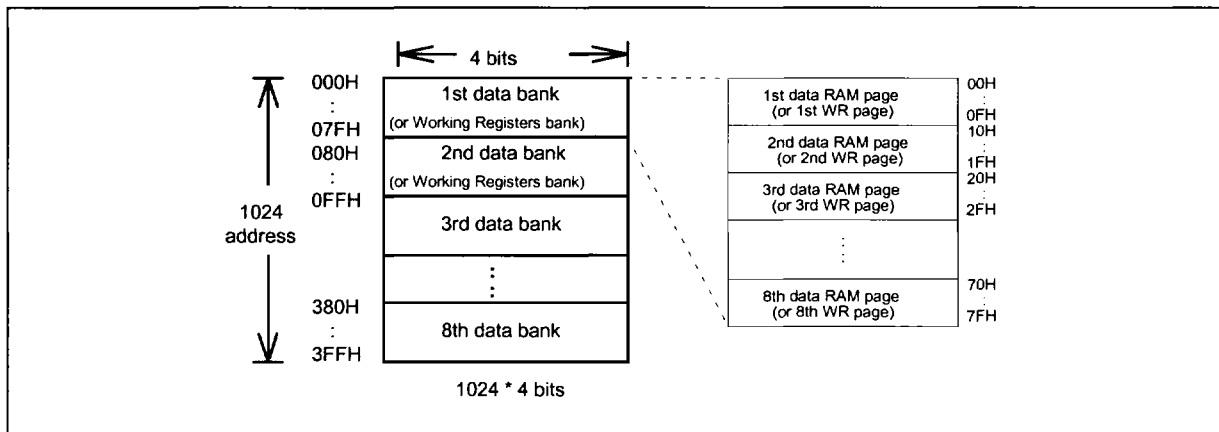 4 bits
000H
:
07FH
080H
:
0FFH
380H
:
3FFH
1024
address
1st data bank
(or Working Registers bank)
2nd data bank
(or Working Registers bank)
3rd data bank
:
8th data bank
1024 * 4 bits
1st data RAM page
(or 1st WR page)
2nd data RAM page
(or 2nd WR page)
3rd data RAM page
(or 3rd WR page)
:
8th data RAM page
(or 8th WR page)
00H
:
0FH
10H
:
1FH
20H
:
2FH
70H
:
7FH